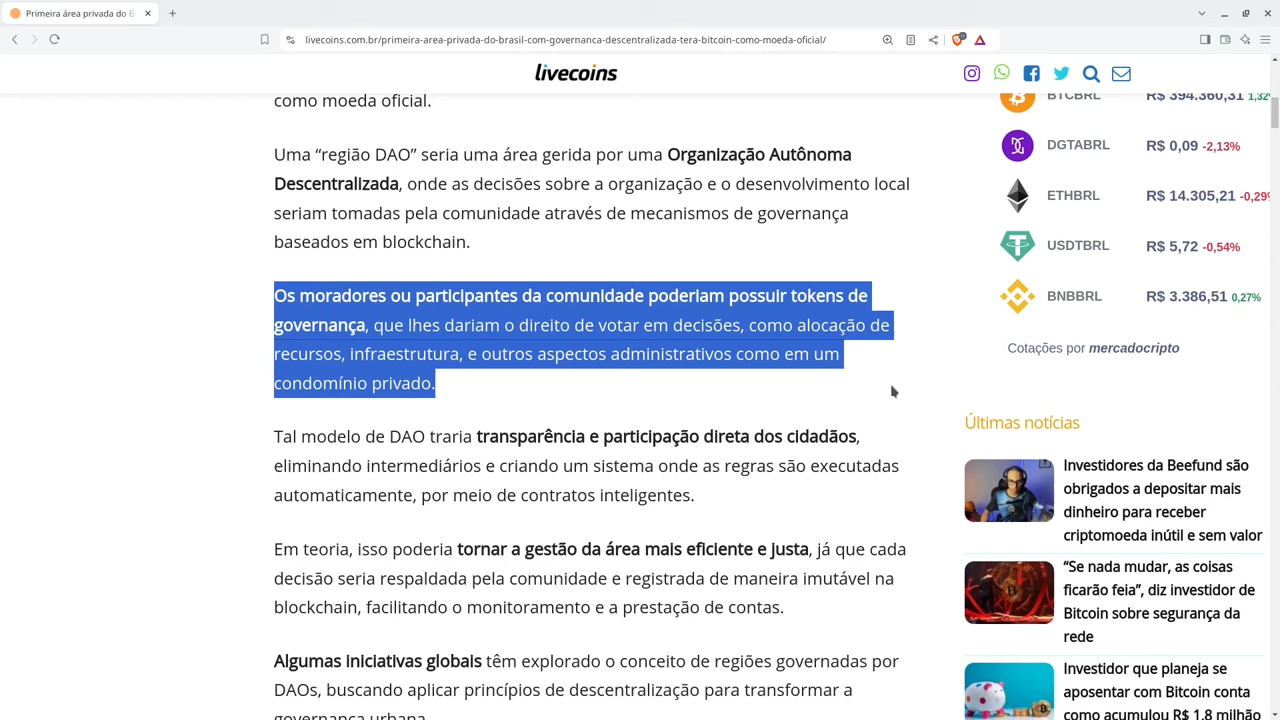 Primeira área privada do B
livecoins.com.br/primeira-area-privada-do-brasil-com-governanca-descentralizada-tera-bitcoin-como-moeda-oficial/
livecoins
como moeda oficial.
Uma “região DAO” seria uma área gerida por uma Organização Autônoma
Descentralizada, onde as decisões sobre a organização e o desenvolvimento local
seriam tomadas pela comunidade através de mecanismos de governança
baseados em blockchain.
Os moradores ou participantes da comunidade poderiam possuir tokens de
governança, que lhes dariam o direito de votar em decisões, como alocação de
recursos, infraestrutura, e outros aspectos administrativos como em um
condomínio privado.
Tal modelo de DAO traria transparência e participação direta dos cidadãos,
eliminando intermediários e criando um sistema onde as regras são executadas
automaticamente, por meio de contratos inteligentes.
Em teoria, isso poderia tornar a gestão da área mais eficiente e justa, já que cada
decisão seria respaldada pela comunidade e registrada de maneira imutável na
blockchain, facilitando o monitoramento e a prestação de contas.
Algumas iniciativas globais têm explorado o conceito de regiões governadas por
DAOs, buscando aplicar princípios de descentralização para transformar a
governança urbana.
BTCBRL R$ 394.360,31 1,32%
DGTABRL R$ 0,09 -2,13%
ETHBRL R$ 14.305,21 -0,29%
USDTBRL R$ 5,72 -0,54%
BNBBRL R$ 3.386,51 0,27%
Cotações por mercadocripto
Últimas notícias
Investidores da Beefund são
obrigados a depositar mais
dinheiro para receber
criptomoeda inútil e sem valor
“Se nada mudar, as coisas
ficarão feia”, diz investidor de
Bitcoin sobre segurança da
rede
Investidor que planeja se
aposentar com Bitcoin conta
como acumulou R$ 1,8 milhão